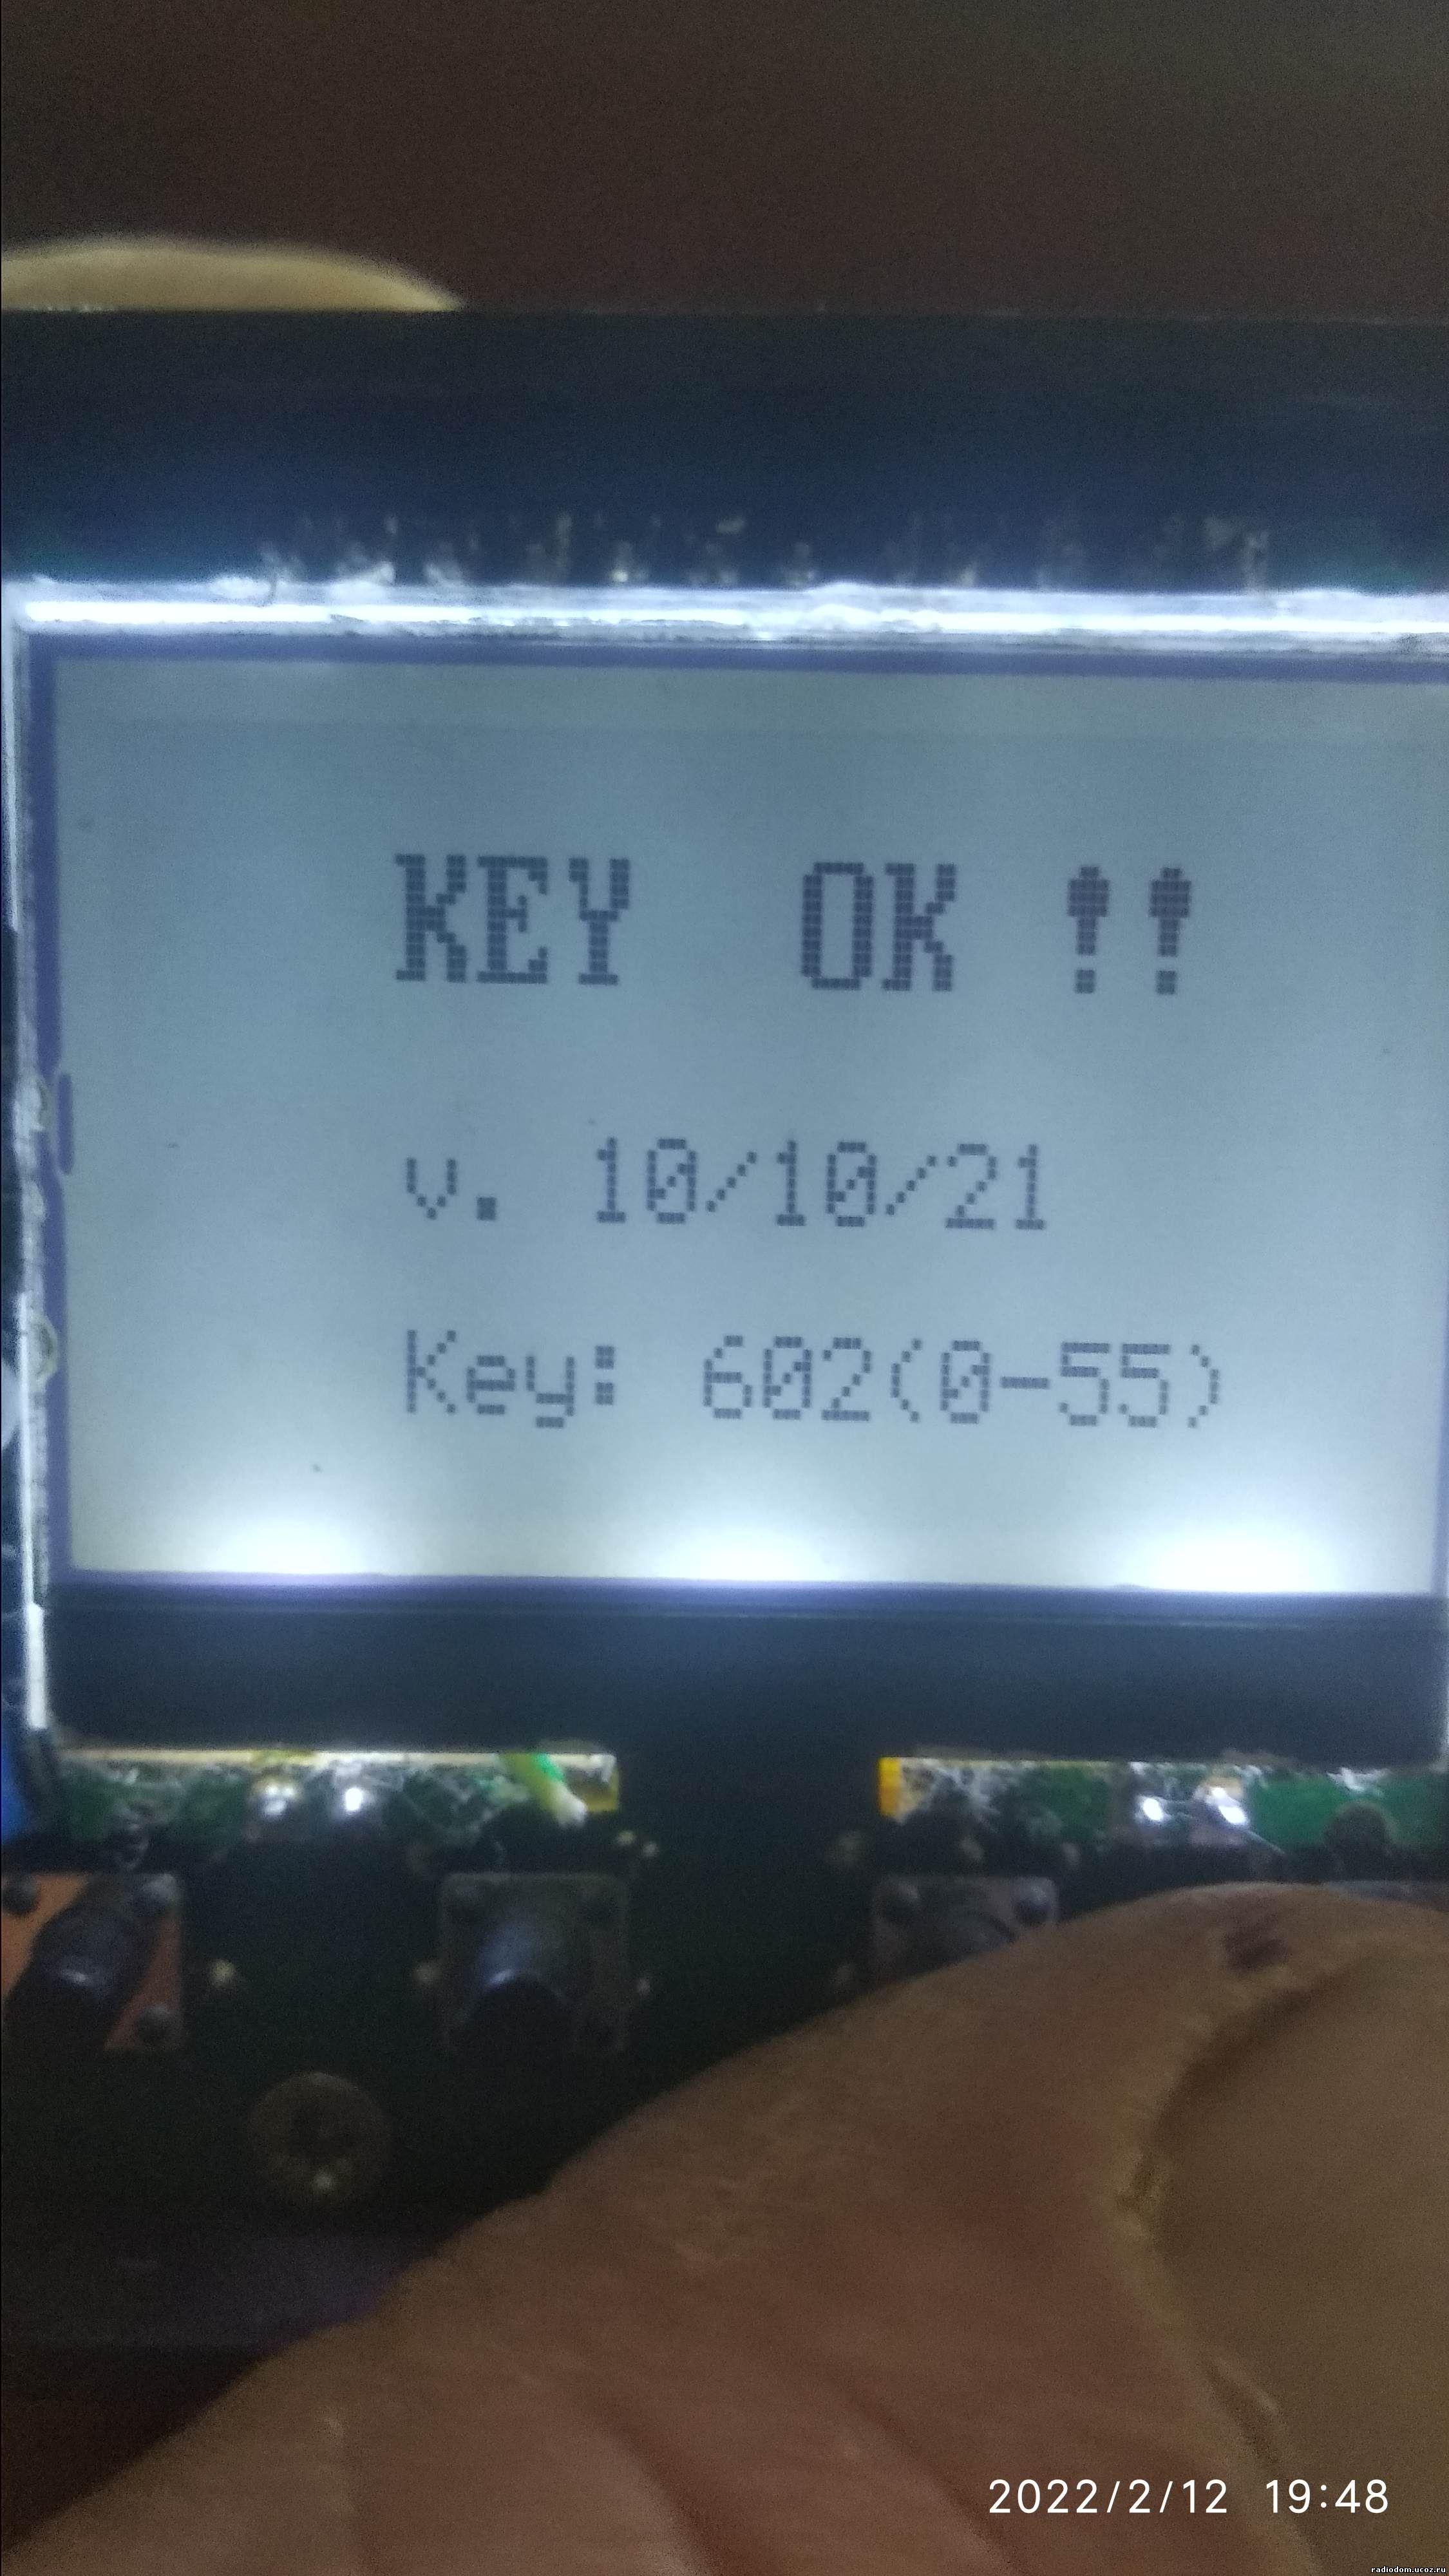 KEY OK !!
v. 10/10/21
Key: 602(0-55)
2022/2/12 19:48
radiodom.ucoz.ru